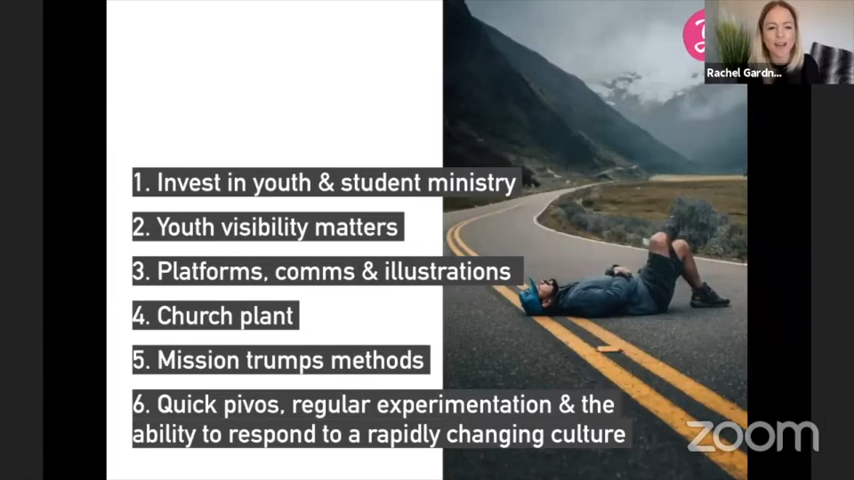 Rachel Gardn...
1. Invest in youth & student ministry
2. Youth visibility matters
3. Platforms, comms & illustrations
4. Church plant
5. Mission trumps methods
6. Quick pivos, regular experimentation & the
ability to respond to a rapidly changing culture
zoom